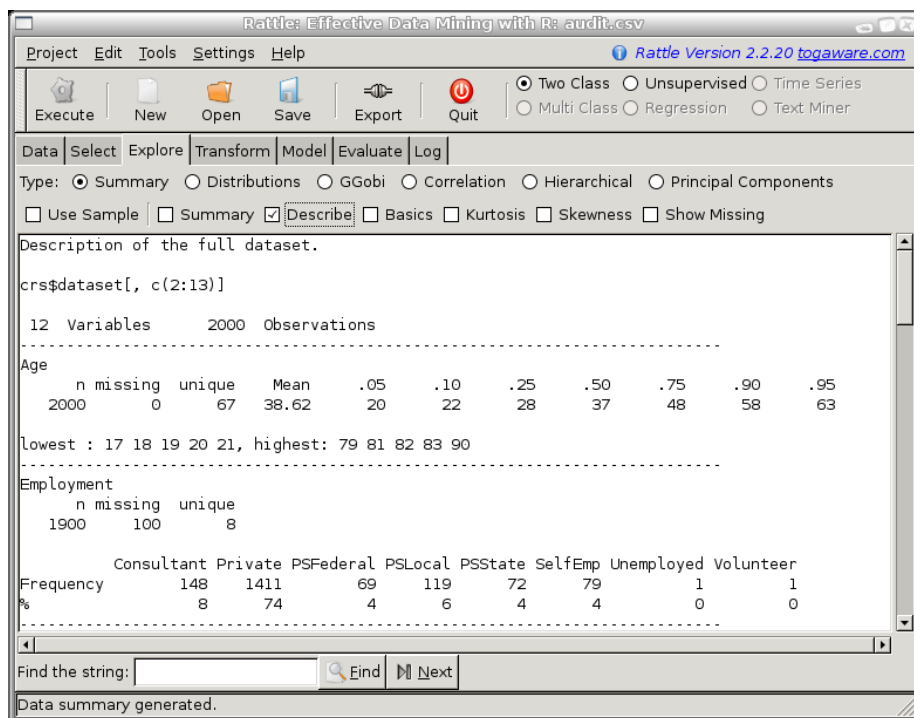 Rattle: Effective Data Mining with R: audit.csv
Project Edit Tools Settings Help Rattle Version 2.2.20 togaware.com
Two Class Unsupervised Time Series
Execute New Open Save Export Quit Multi Class Regression Text Miner
Data Select Explore Transform Model Evaluate Log
Type: Summary Distributions GGobi Correlation Hierarchical Principal Components
Use Sample Summary Describe Basics Kurtosis Skewness Show Missing
Description of the full dataset.
crs$dataset[, c(2:13)]
12 Variables 2000 Observations
Age
n missing unique Mean .05 .10 .25 .50 .75 .90 .95
2000 0 67 38.62 20 22 28 37 48 58 63
lowest : 17 18 19 20 21, highest: 79 81 82 83 90
Employment
n missing unique
1900 100 8
Consultant Private PSFederal PSLocal PSState SelfEmp Unemployed Volunteer
Frequency 148 1411 69 119 72 79 1 1
% 8 74 4 6 4 4 0 0
Find the string: Find Next
Data summary generated.